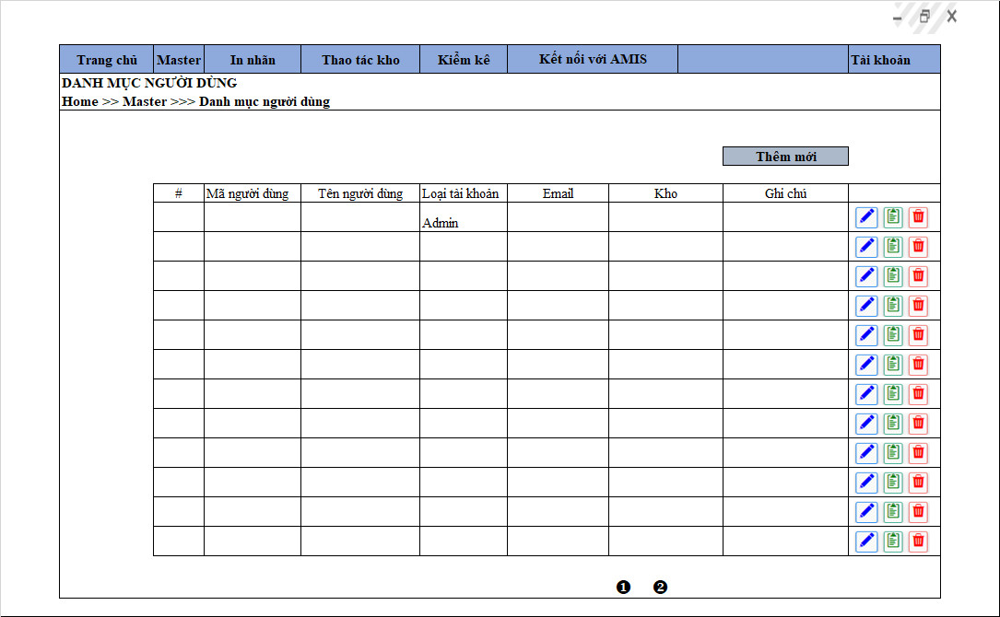 Trang chủ Master In nhãn Thao tác kho Kiểm kê Kết nối với AMIS Tài khoản
DANH MỤC NGƯỜI DÙNG
Home >> Master >>> Danh mục người dùng
Thêm mới
# Mã người dùng Tên người dùng Loại tài khoản Email Kho Ghi chú
Admin
❶ ❷